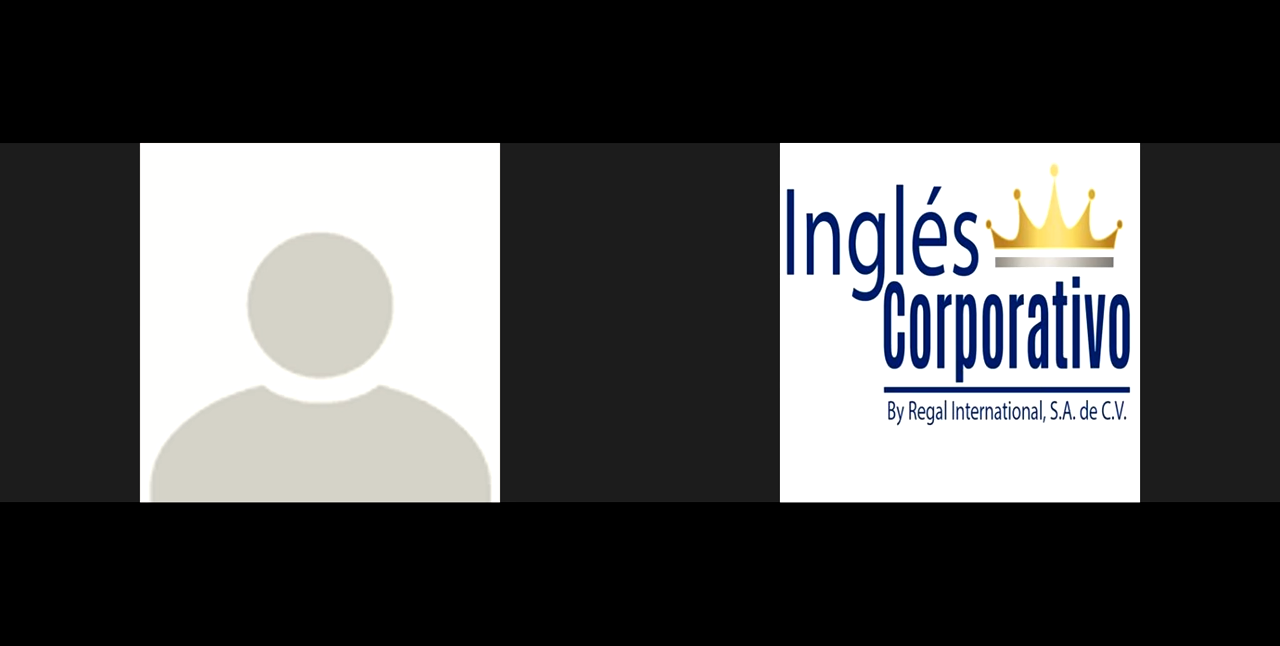 Inglés
Corporativo
By Regal International, S.A. de C.V.